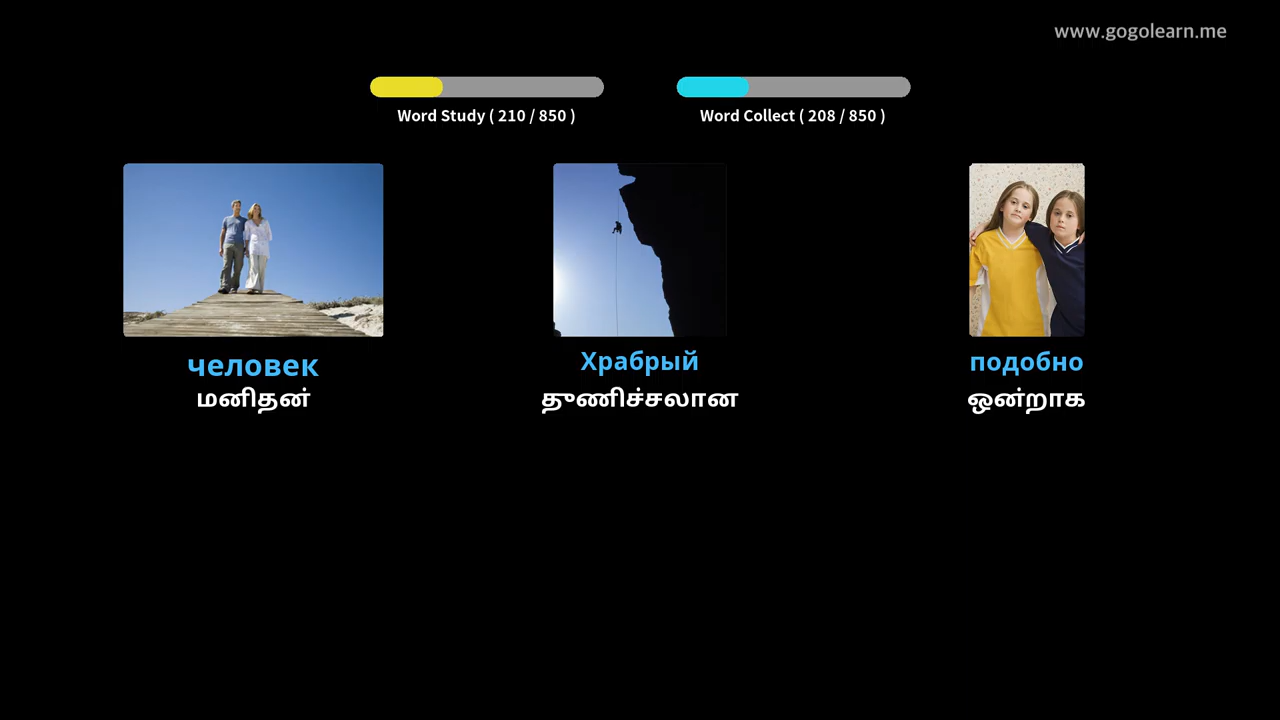 www.gogolearn.me
Word Study ( 210 / 850 )
Word Collect ( 208 / 850 )
человек
மனிதன்
Храбрый
துணிச்சலான
подобно
ஒன்றாக